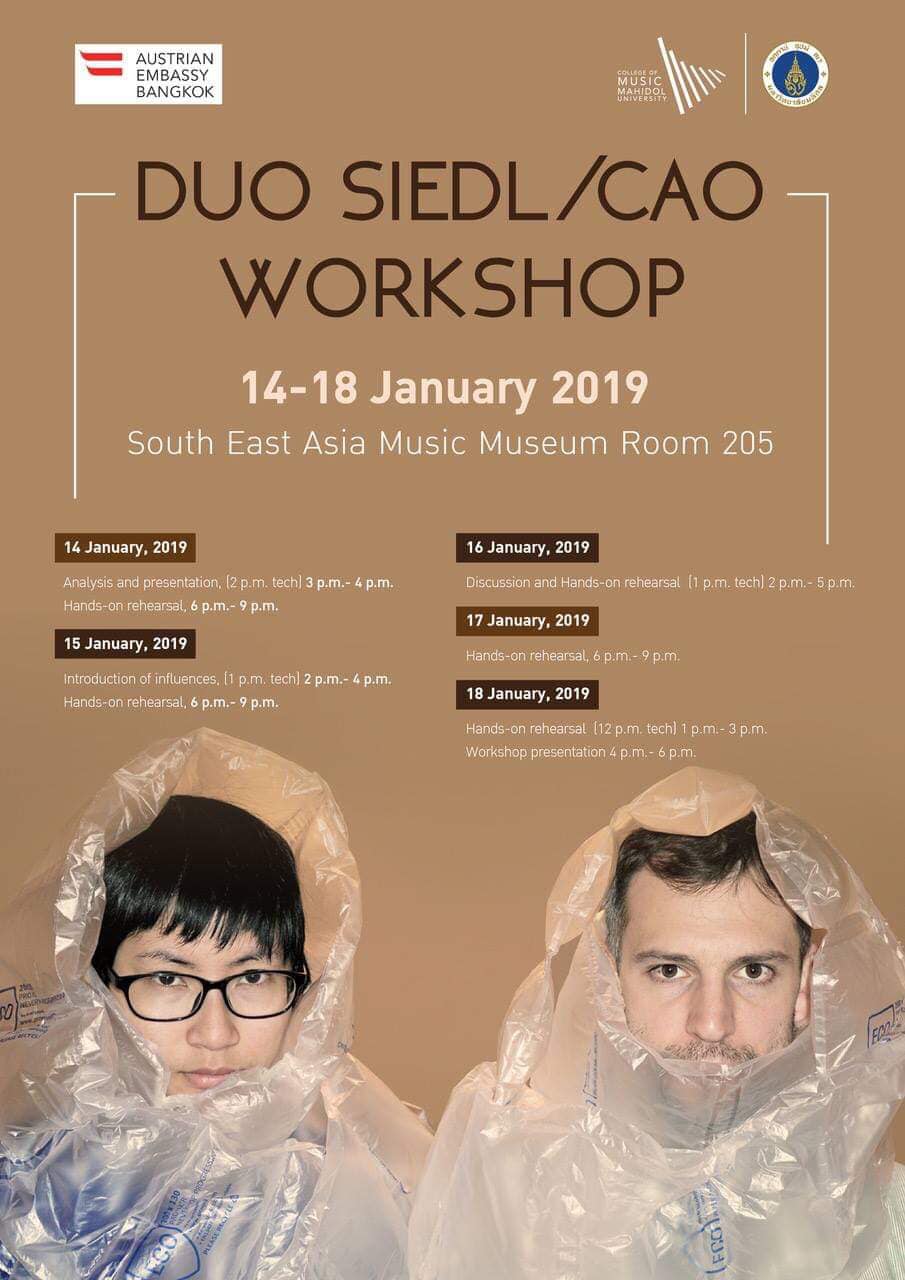 AUSTRIAN
EMBASSY
BANGKOK
COLLEGE OF
MUSIC
MAHIDOL
UNIVERSITY
DUO SIEDL/CAO
WORKSHOP
14-18 January 2019
South East Asia Music Museum Room 205
14 January, 2019
Analysis and presentation, (2 p.m. tech) 3 p.m.- 4 p.m.
Hands-on rehearsal, 6 p.m.- 9 p.m.
15 January, 2019
Introduction of influences, (1 p.m. tech) 2 p.m.- 4 p.m.
Hands-on rehearsal, 6 p.m.- 9 p.m.
16 January, 2019
Discussion and Hands-on rehearsal (1 p.m. tech) 2 p.m.- 5 p.m.
17 January, 2019
Hands-on rehearsal, 6 p.m.- 9 p.m.
18 January, 2019
Hands-on rehearsal (12 p.m. tech) 1 p.m.- 3 p.m.
Workshop presentation 4 p.m.- 6 p.m.
ECO
ECO